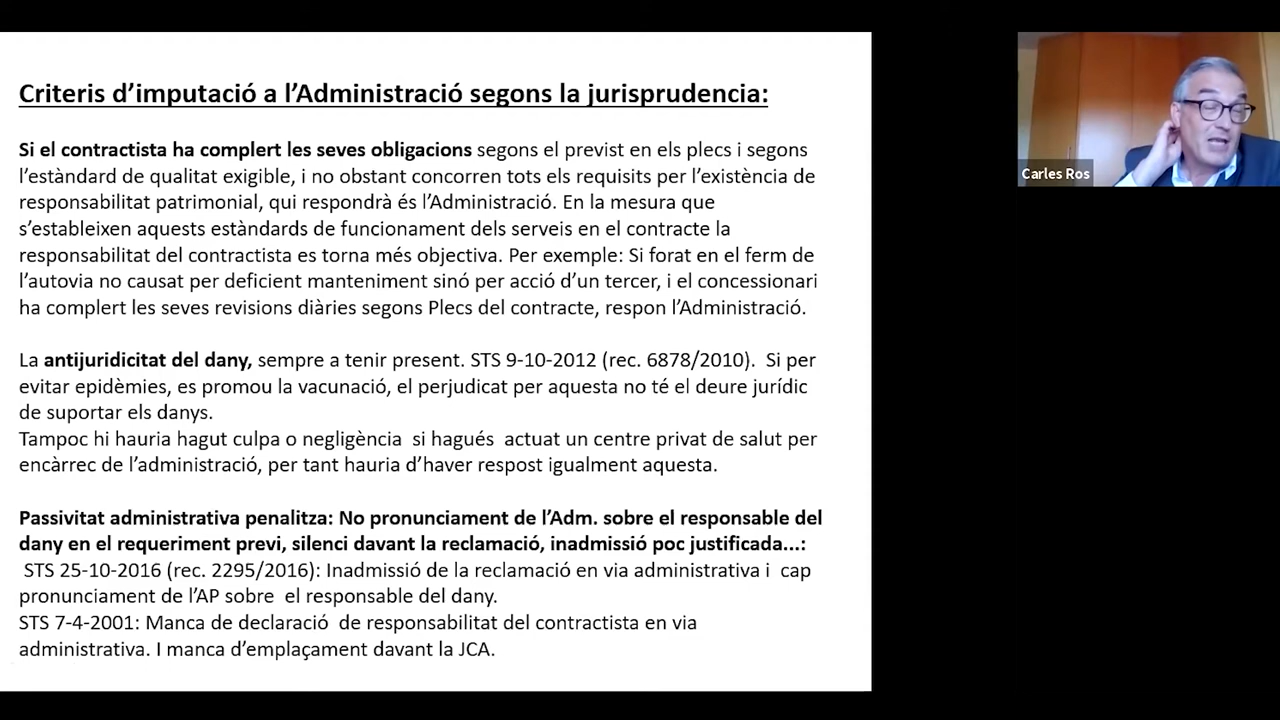 Criteris d’imputació a l’Administració segons la jurisprudencia:
Si el contractista ha complert les seves obligacions segons el previst en els plecs i segons
l’estàndard de qualitat exigible, i no obstant concorren tots els requisits per l’existència de
responsabilitat patrimonial, qui respondrà és l’Administració. En la mesura que
s’estableixen aquests estàndards de funcionament dels serveis en el contracte la
responsabilitat del contractista es torna més objectiva. Per exemple: Si forat en el ferm de
l’autovia no causat per deficient manteniment sinó per acció d’un tercer, i el concessionari
ha complert les seves revisions diàries segons Plecs del contracte, respon l’Administració.
La antijuridicitat del dany, sempre a tenir present. STS 9-10-2012 (rec. 6878/2010). Si per
evitar epidèmies, es promou la vacunació, el perjudicat per aquesta no té el deure jurídic
de suportar els danys.
Tampoc hi hauria hagut culpa o negligència si hagués actuat un centre privat de salut per
encàrrec de l’administració, per tant hauria d’haver respost igualment aquesta.
Passivitat administrativa penalitza: No pronunciament de l’Adm. sobre el responsable del
dany en el requeriment previ, silenci davant la reclamació, inadmissió poc justificada...:
STS 25-10-2016 (rec. 2295/2016): Inadmissió de la reclamació en via administrativa i cap
pronunciament de l’AP sobre el responsable del dany.
STS 7-4-2001: Manca de declaració de responsabilitat del contractista en via
administrativa. I manca d’emplaçament davant la JCA.
Carles Ros